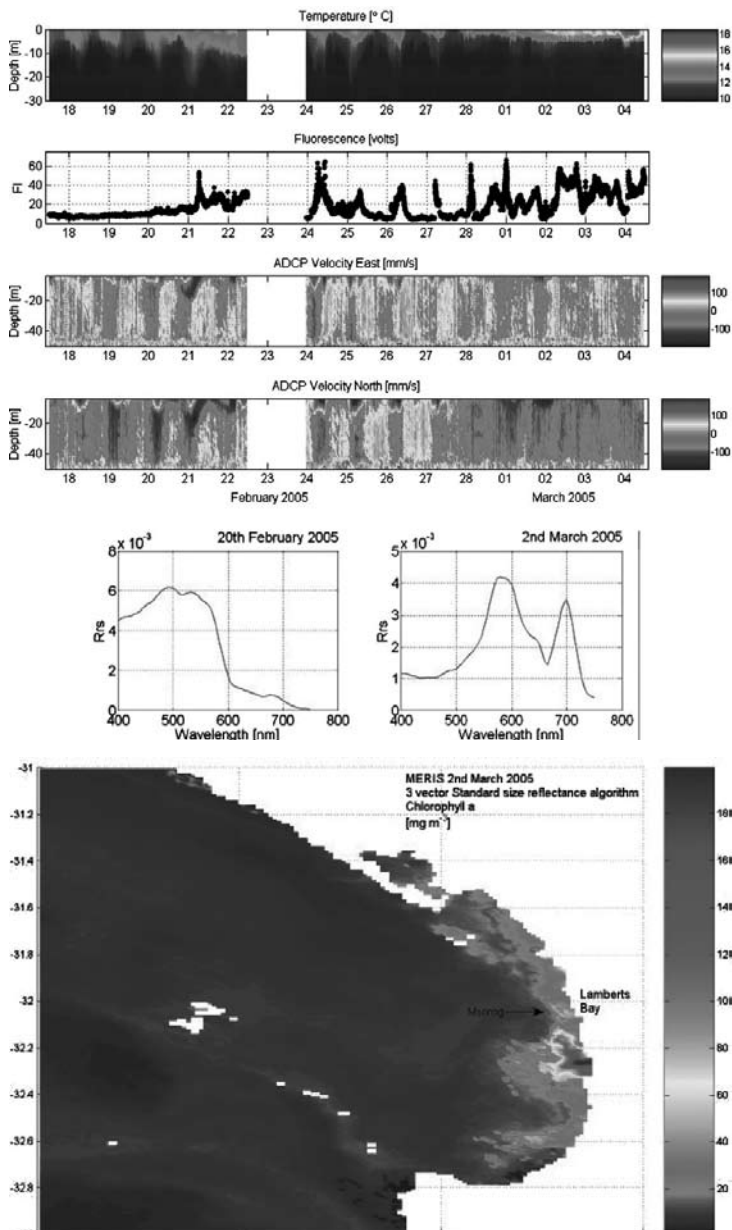 Temperature [° C]
Depth [m]
0
-10
-20
-30
18 19 20 21 22 23 24 25 26 27 28 01 02 03 04
18
16
14
12
10
Fluorescence [volts]
Fl
60
40
20
0
18 19 20 21 22 23 24 25 26 27 28 01 02 03 04
ADCP Velocity East [mm/s]
Depth [m]
-20
-40
18 19 20 21 22 23 24 25 26 27 28 01 02 03 04
100
0
-100
ADCP Velocity North [mm/s]
Depth [m]
-20
-40
18 19 20 21 22 23 24 25 26 27 28 01 02 03 04
100
0
-100
February 2005 March 2005
20th February 2005
x 10⁻³
8
6
4
2
0
Rrs
400 500 600 700 800
Wavelength [nm]
2nd March 2005
x 10⁻³
5
4
3
2
1
0
Rrs
400 500 600 700 800
Wavelength [nm]
MERIS 2nd March 2005
3 vector Standard size reflectance algorithm
Chlorophyll a
[mg m⁻³]
-31
-31.2
-31.4
-31.6
-31.8
-32
-32.2
-32.4
-32.6
-32.8
Lamberts
Bay
180
160
140
120
100
80
60
40
20